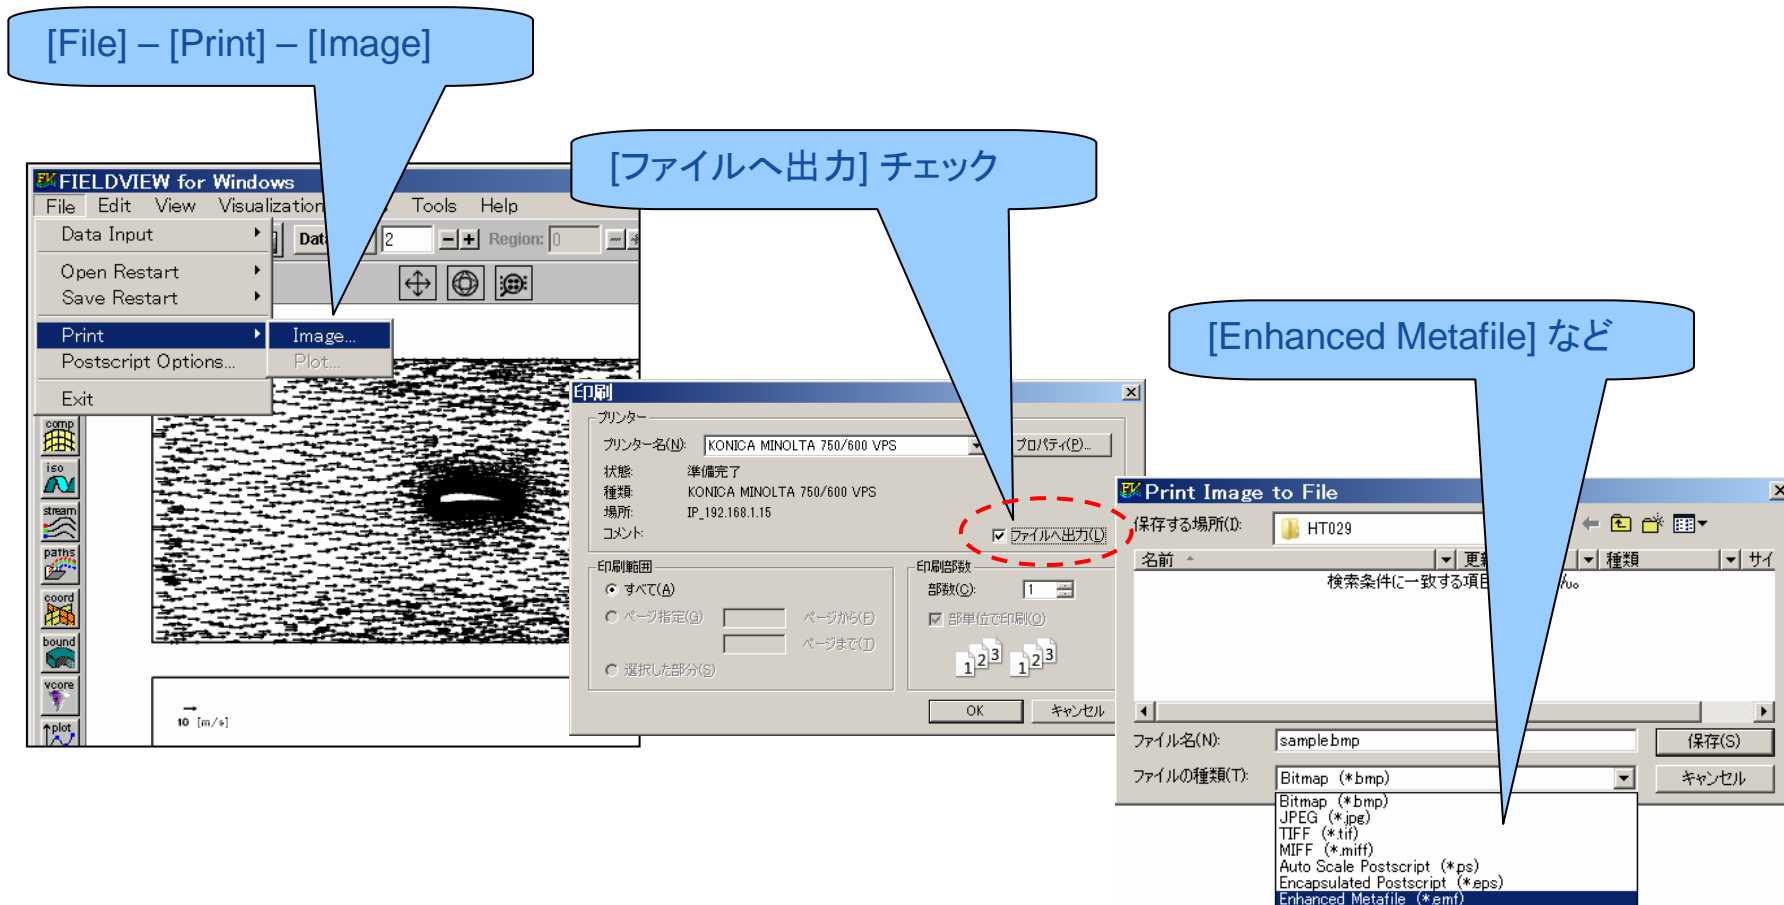 [File] – [Print] – [Image]
[ファイルへ出力] チェック
[Enhanced Metafile] など
FIELDVIEW for Windows
File Edit View Visualization Tools Help
Data Input
Open Restart
Save Restart
Print
Postscript Options...
Exit
Image...
Plot...
2
Region: 0
comp
iso
stream
paths
coord
bound
vcore
plot
10 [m/s]
印刷
プリンター
プリンター名(N): KONICA MINOLTA 750/600 VPS プロパティ(P)...
状態: 準備完了
種類: KONICA MINOLTA 750/600 VPS
場所: IP_192.168.1.15
コメント:
ファイルへ出力(L)
印刷範囲
すべて(A)
ページ指定(G) ページから(F)
ページまで(T)
選択した部分(S)
印刷部数
部数(C): 1
部単位で印刷(O)
1 2 3 1 2 3
OK キャンセル
Print Image to File
保存する場所(I): HT029
名前 種類 サイ
検索条件に一致する項目
ファイル名(N): sample.bmp 保存(S)
ファイルの種類(T): Bitmap (*.bmp) キャンセル
Bitmap (*.bmp)
JPEG (*.jpg)
TIFF (*.tif)
MIFF (*.miff)
Auto Scale Postscript (*.ps)
Encapsulated Postscript (*.eps)
Enhanced Metafile (*.emf)